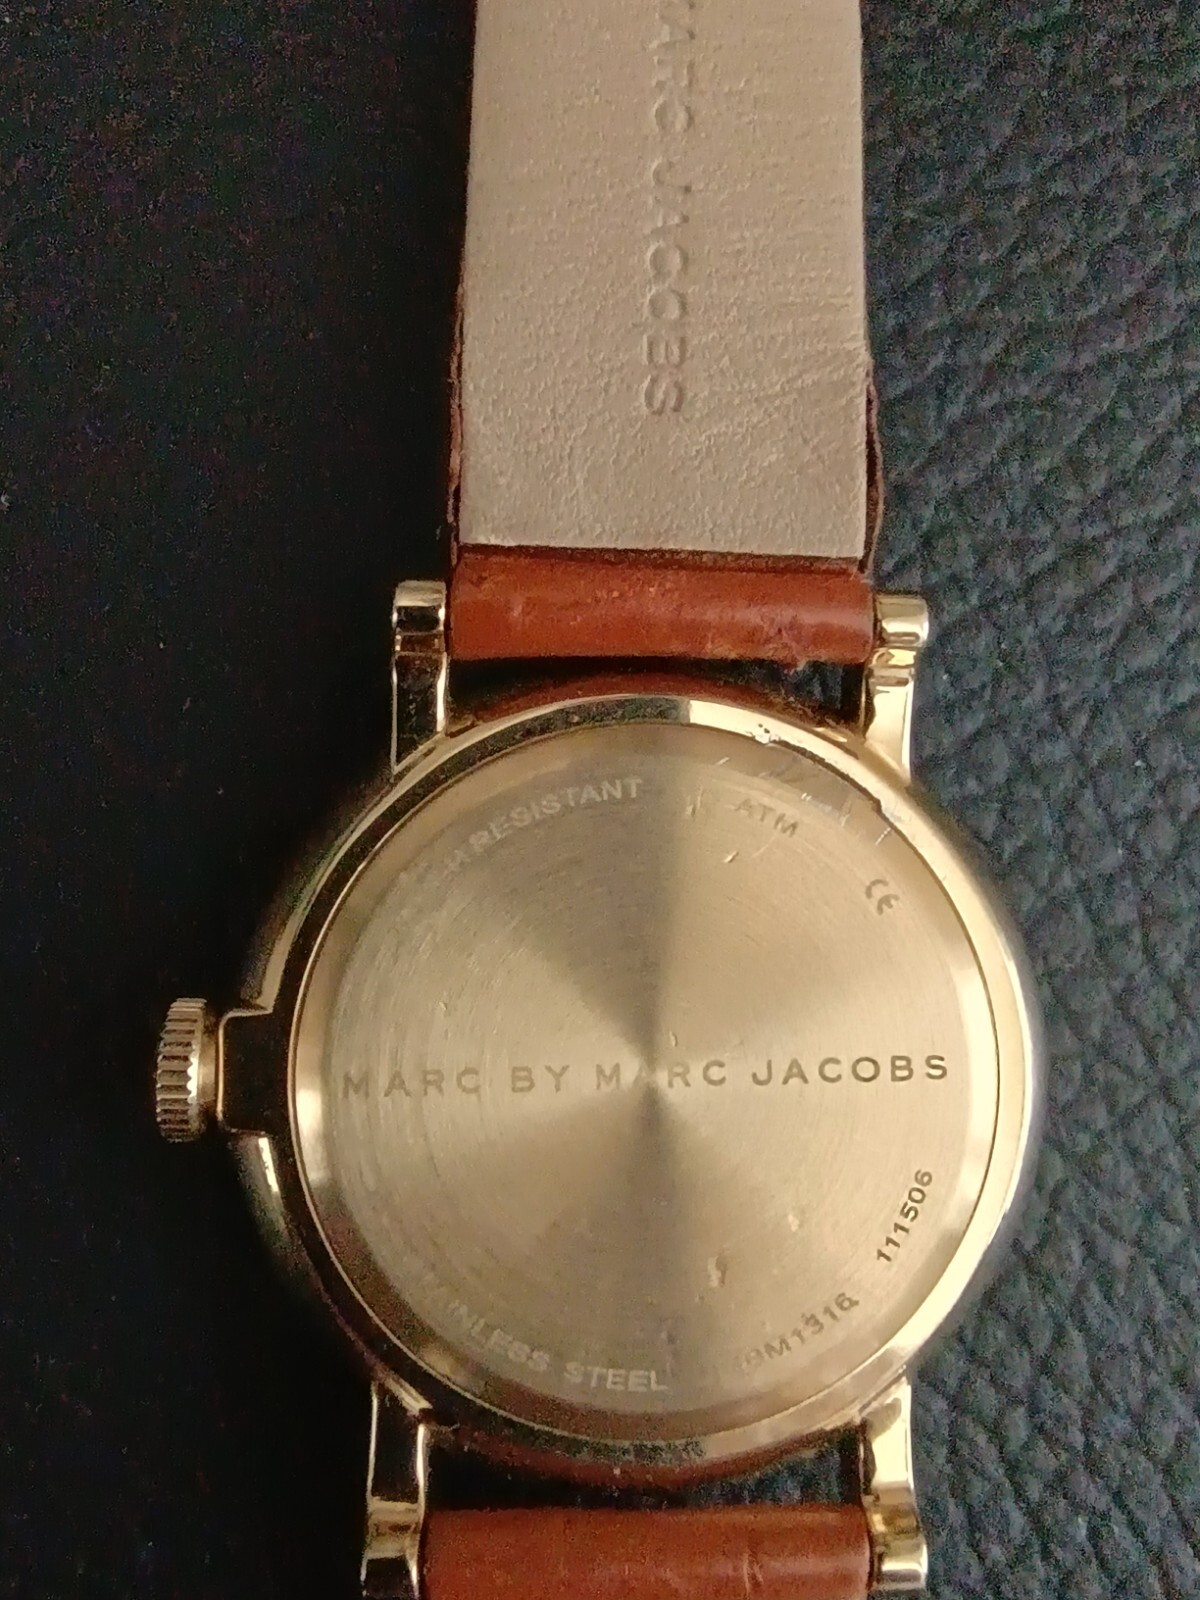 MARC JACOBS
RESISTANT
ATM
CE
MARC BY MARC JACOBS
111506
STEEL